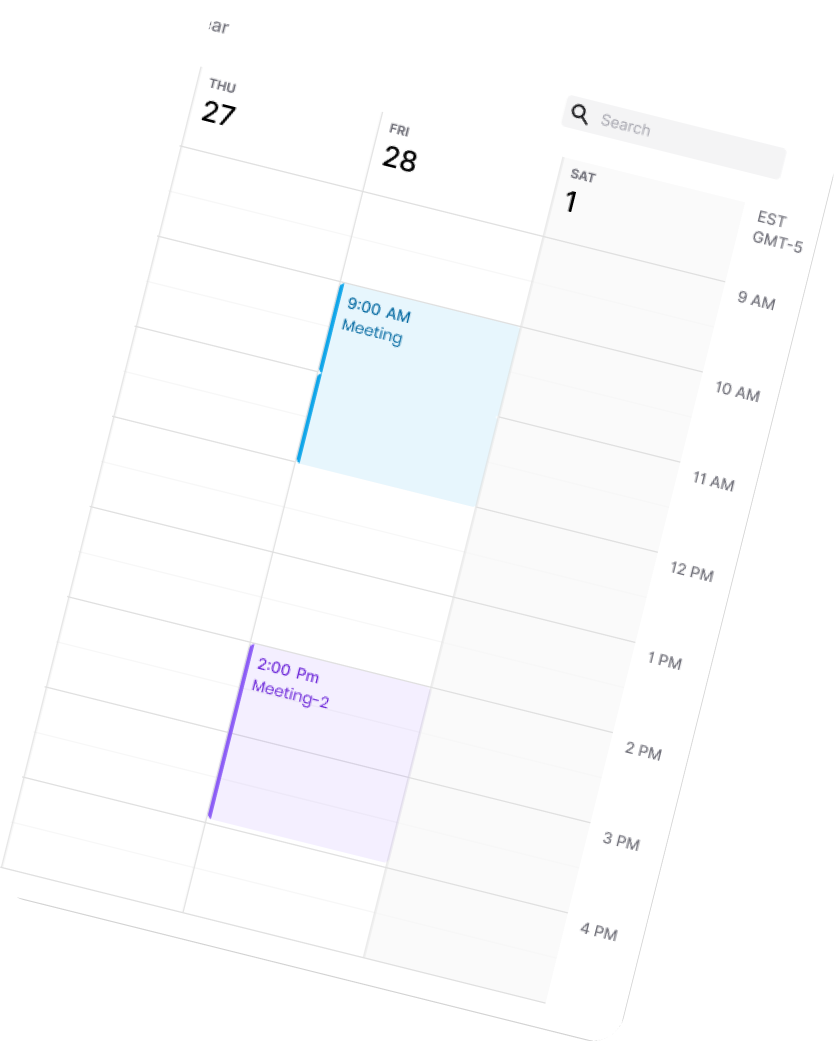 ar
THU
27
FRI
28
Search
SAT
1
EST
GMT-5
9 AM
10 AM
11 AM
12 PM
1 PM
2 PM
3 PM
4 PM
9:00 AM
Meeting
2:00 Pm
Meeting-2